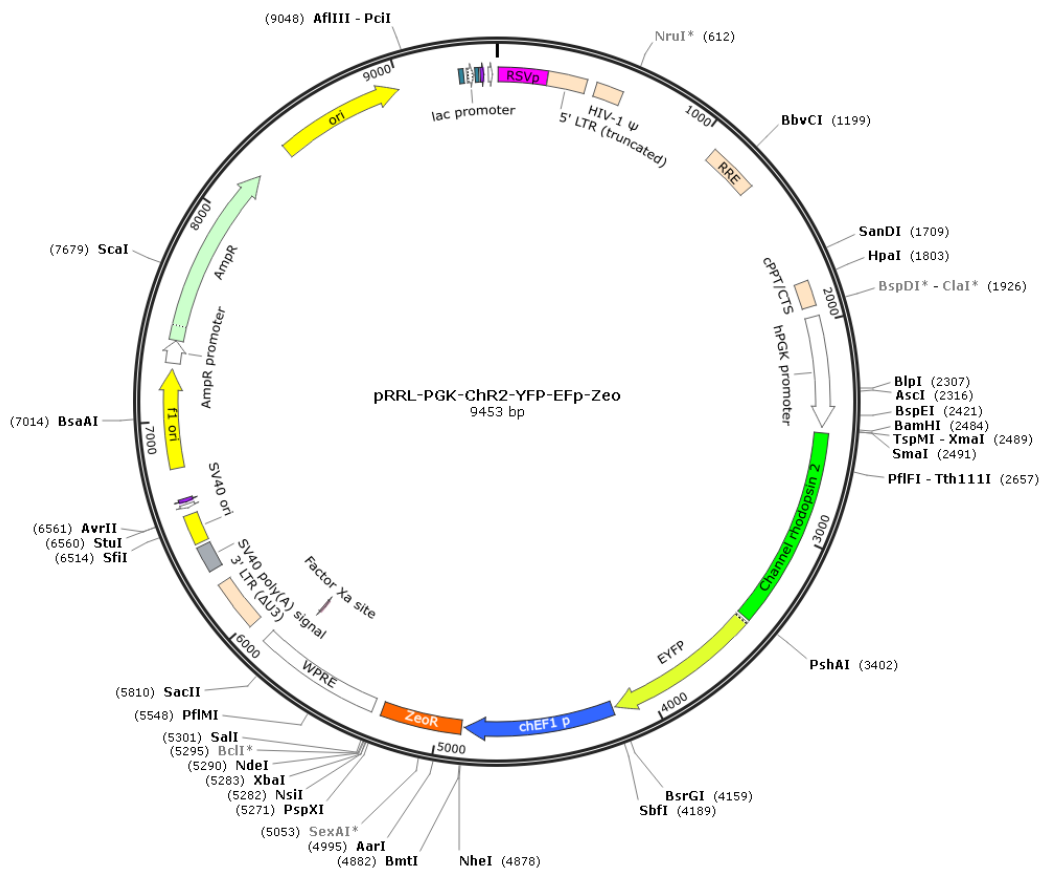 (9048) AflIII - PciI
NruI* (612)
9000
RSVp
lac promoter
5' LTR (truncated)
HIV-1 ψ
ori
1000
BbvCI (1199)
RRE
8000
AmpR
(7679) ScaI
SanDI (1709)
HpaI (1803)
cPPT/CTS
BspDI* - ClaI* (1926)
2000
AmpR promoter
hPGK promoter
pRRL-PGK-ChR2-YFP-EFp-Zeo
9453 bp
BlpI (2307)
AscI (2316)
BspEI (2421)
BamHI (2484)
TspMI - XmaI (2489)
SmaI (2491)
(7014) BsaAI
f1 ori
7000
PflFI - Tth111I (2657)
Channel rhodopsin 2
3000
SV40 ori
(6561) AvrII
(6560) StuI
(6514) SfiI
SV40 poly(A) signal
3' LTR (ΔU3)
Factor Xa site
6000
WPRE
EYFP
PshAI (3402)
(5810) SacII
(5548) PflMI
4000
ZeoR
chEF1 p
5000
(5301) SalI
(5295) BclI*
(5290) NdeI
(5283) XbaI
(5282) NsiI
(5271) PspXI
BsrGI (4159)
SbfI (4189)
(5053) SexAI*
(4995) AarI
(4882) BmtI
NheI (4878)